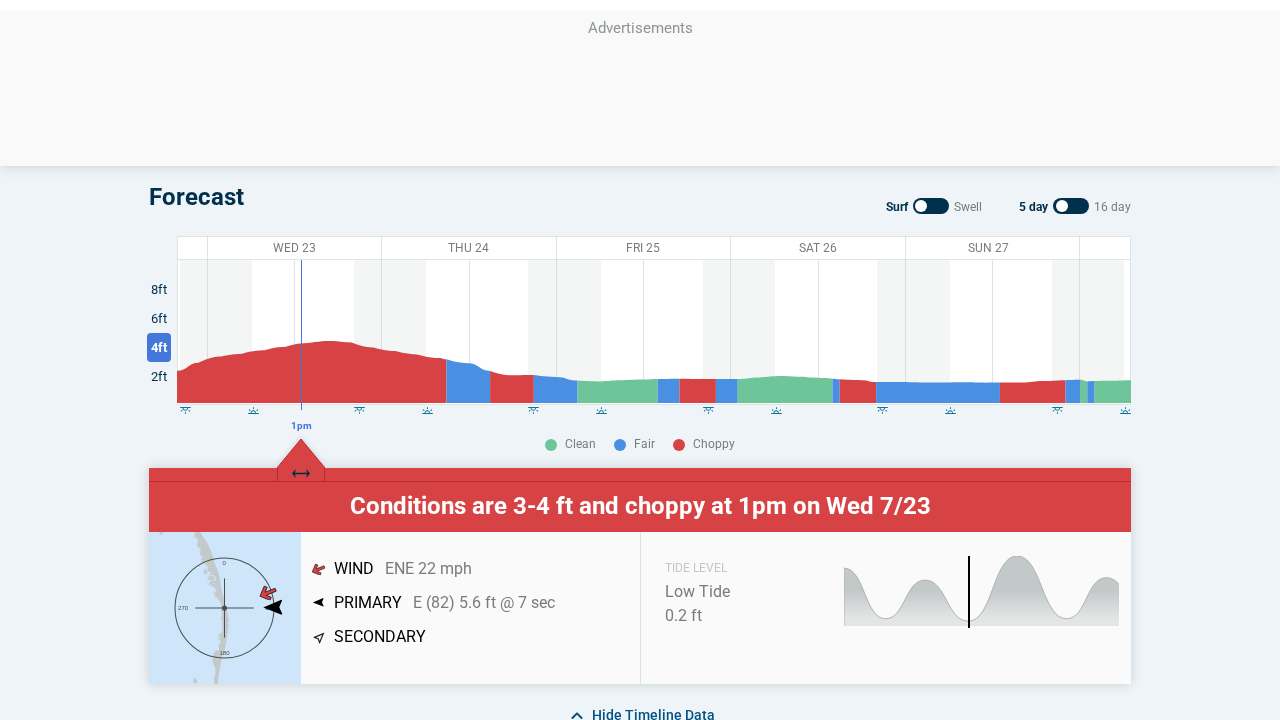 Advertisements
Forecast
Surf Swell 5 day 16 day
WED 23 THU 24 FRI 25 SAT 26 SUN 27
8ft
6ft
4ft
2ft
1pm
Clean Fair Choppy
Conditions are 3-4 ft and choppy at 1pm on Wed 7/23
0
270
180
WIND ENE 22 mph
PRIMARY E (82) 5.6 ft @ 7 sec
SECONDARY
TIDE LEVEL
Low Tide
0.2 ft
Hide Timeline Data